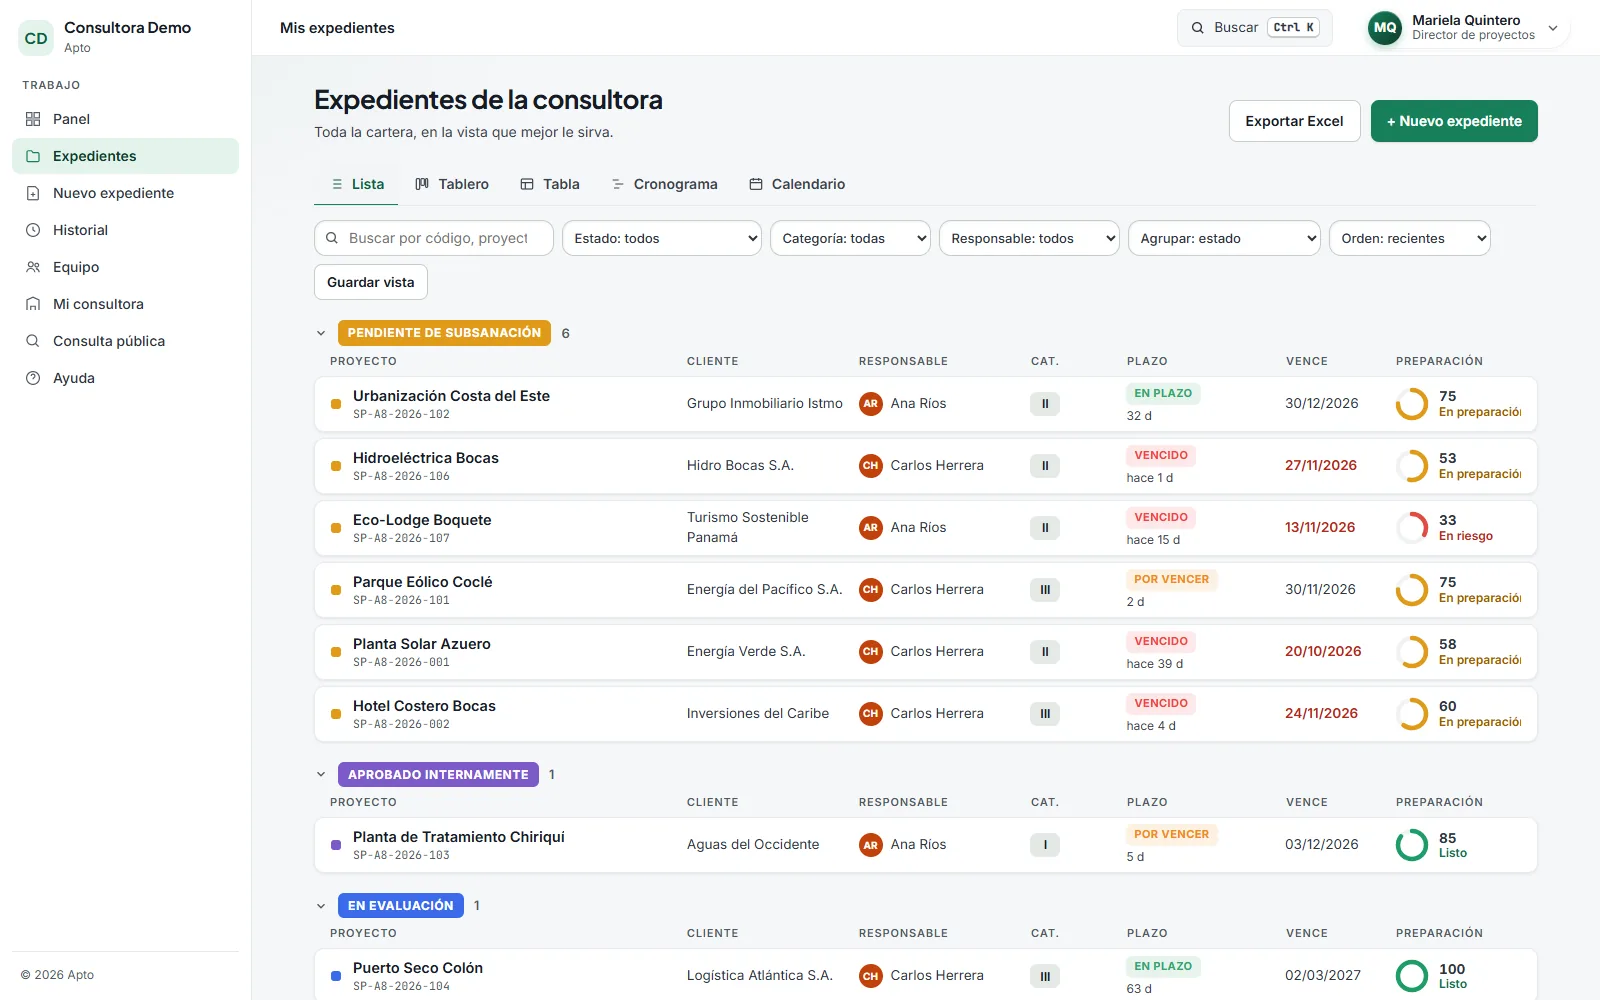 CD
Consultora Demo
Apto
TRABAJO
Panel
Expedientes
Nuevo expediente
Historial
Equipo
Mi consultora
Consulta pública
Ayuda
© 2026 Apto
Mis expedientes
Buscar Ctrl K
MQ
Mariela Quintero
Director de proyectos
Expedientes de la consultora
Toda la cartera, en la vista que mejor le sirva.
Exportar Excel
+ Nuevo expediente
Lista Tablero Tabla Cronograma Calendario
Buscar por código, proyect
Estado: todos
Categoría: todas
Responsable: todos
Agrupar: estado
Orden: recientes
Guardar vista
PENDIENTE DE SUBSANACIÓN 6
PROYECTO CLIENTE RESPONSABLE CAT. PLAZO VENCE PREPARACIÓN
Urbanización Costa del Este
SP-A8-2026-102
Grupo Inmobiliario Istmo
AR Ana Ríos
II
EN PLAZO
32 d
30/12/2026
75
En preparació
Hidroeléctrica Bocas
SP-A8-2026-106
Hidro Bocas S.A.
CH Carlos Herrera
II
VENCIDO
hace 1 d
27/11/2026
53
En preparació
Eco-Lodge Boquete
SP-A8-2026-107
Turismo Sostenible
Panamá
AR Ana Ríos
II
VENCIDO
hace 15 d
13/11/2026
33
En riesgo
Parque Eólico Coclé
SP-A8-2026-101
Energía del Pacífico S.A.
CH Carlos Herrera
III
POR VENCER
2 d
30/11/2026
75
En preparació
Planta Solar Azuero
SP-A8-2026-001
Energía Verde S.A.
CH Carlos Herrera
II
VENCIDO
hace 39 d
20/10/2026
58
En preparació
Hotel Costero Bocas
SP-A8-2026-002
Inversiones del Caribe
CH Carlos Herrera
III
VENCIDO
hace 4 d
24/11/2026
60
En preparació
APROBADO INTERNAMENTE 1
PROYECTO CLIENTE RESPONSABLE CAT. PLAZO VENCE PREPARACIÓN
Planta de Tratamiento Chiriquí
SP-A8-2026-103
Aguas del Occidente
AR Ana Ríos
I
POR VENCER
5 d
03/12/2026
85
Listo
EN EVALUACIÓN 1
PROYECTO CLIENTE RESPONSABLE CAT. PLAZO VENCE PREPARACIÓN
Puerto Seco Colón
SP-A8-2026-104
Logística Atlántica S.A.
CH Carlos Herrera
III
EN PLAZO
63 d
02/03/2027
100
Listo